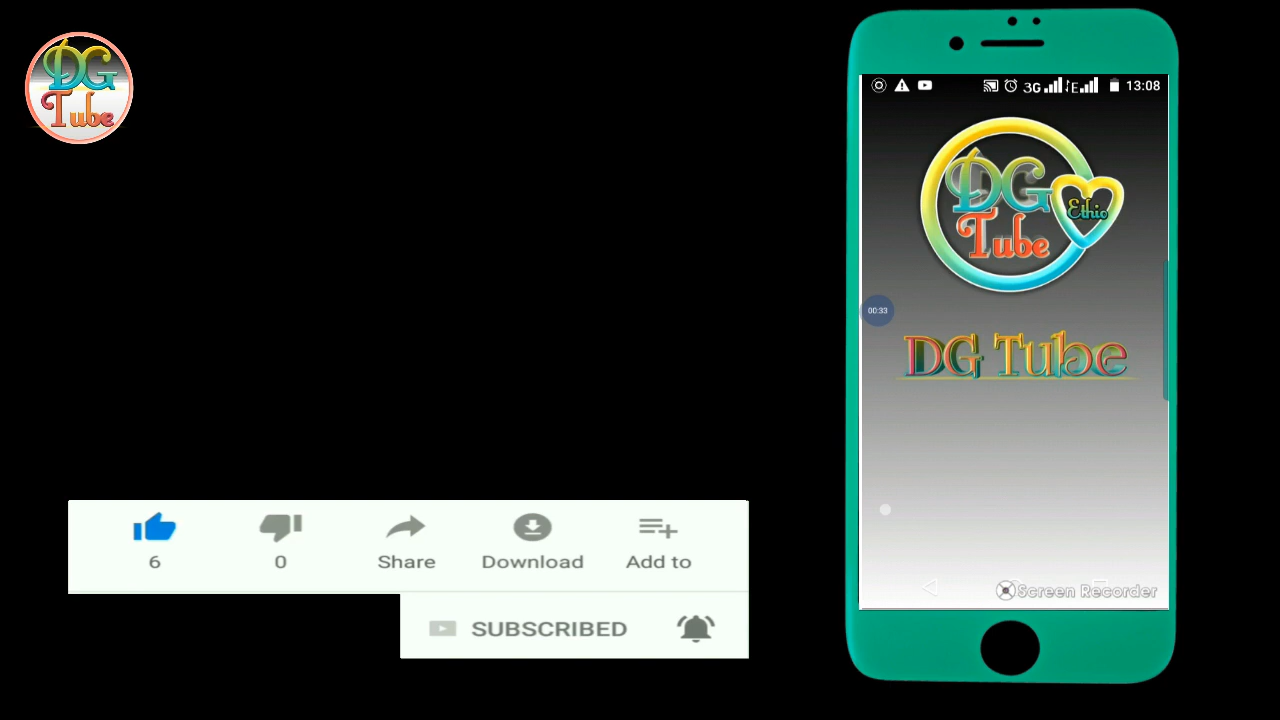 DG
Tube
3G
E
13:08
DG
Tube
Ethio
00:33
DG Tube
6
0
Share
Download
Add to
Screen Recorder
SUBSCRIBED